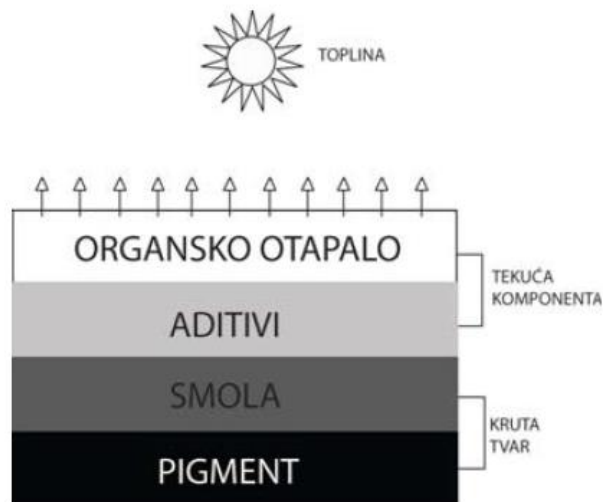 TOPLINA
ORGANSKO OTAPALO
TEKUĆA
KOMPONENTA
ADITIVI
SMOLA
KRUTA
TVAR
PIGMENT